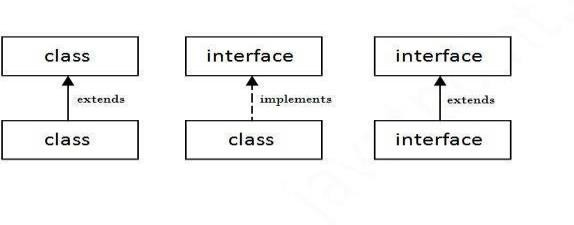 class interface interface
extends implements extends
class class interface